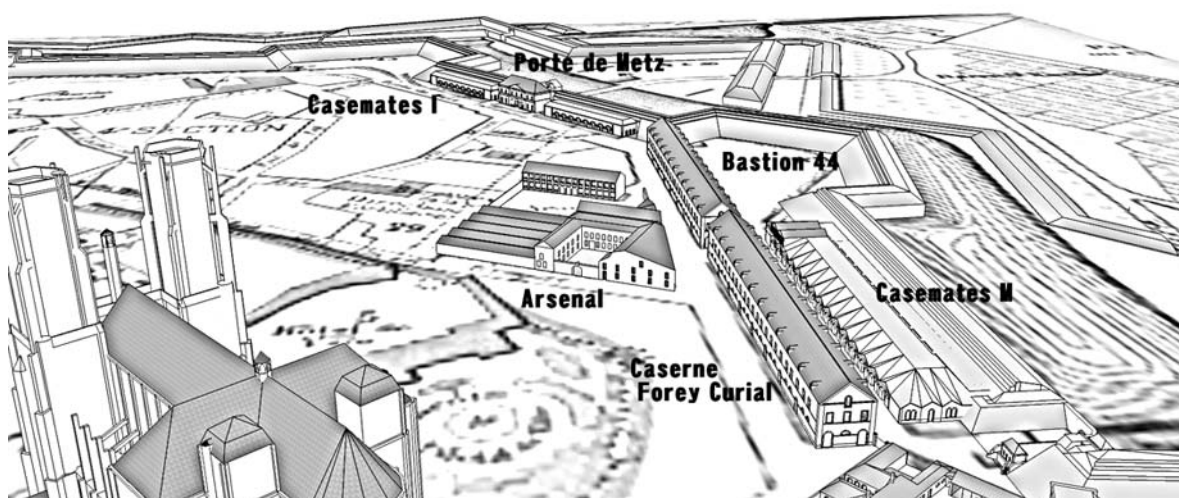 Porte de Metz
Casemates I
Bastion 44
Arsenal
Casemates M
Caserne
Forey Curial